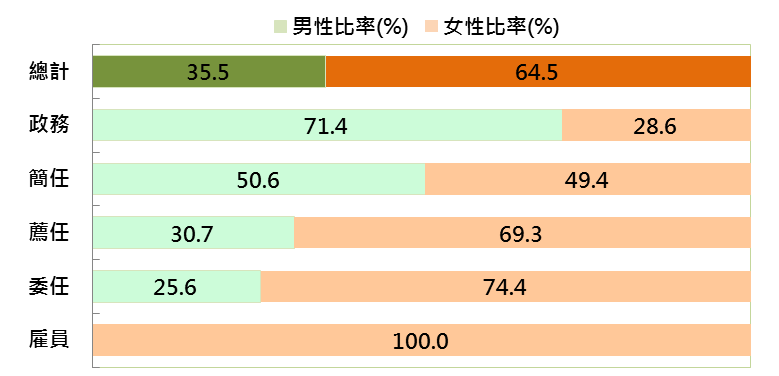 男性比率(%) 女性比率(%)
總計 35.5 64.5
政務 71.4 28.6
簡任 50.6 49.4
薦任 30.7 69.3
委任 25.6 74.4
雇員 100.0